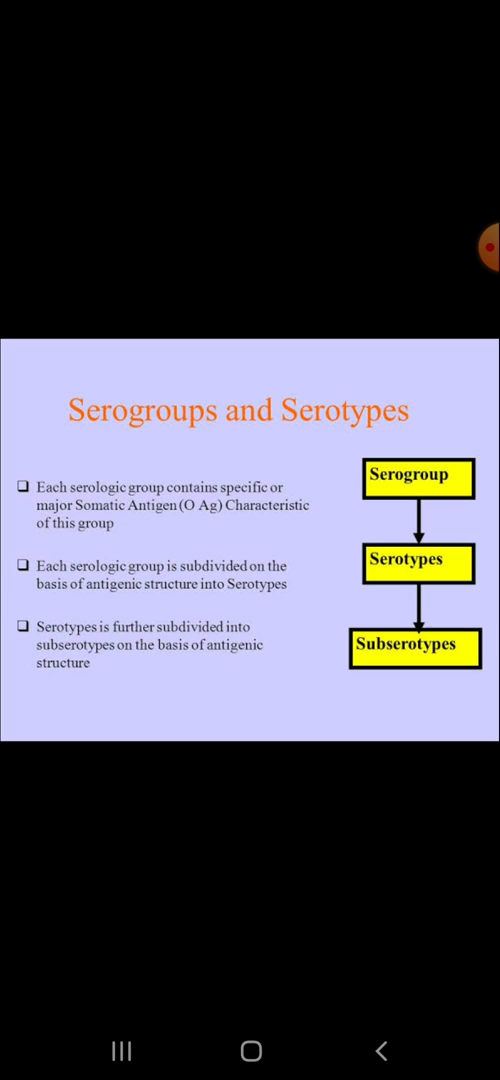 Serogroups and Serotypes
❑ Each serologic group contains specific or
major Somatic Antigen (O Ag) Characteristic
of this group
❑ Each serologic group is subdivided on the
basis of antigenic structure into Serotypes
❑ Serotypes is further subdivided into
subserotypes on the basis of antigenic
structure
Serogroup
Serotypes
Subserotypes